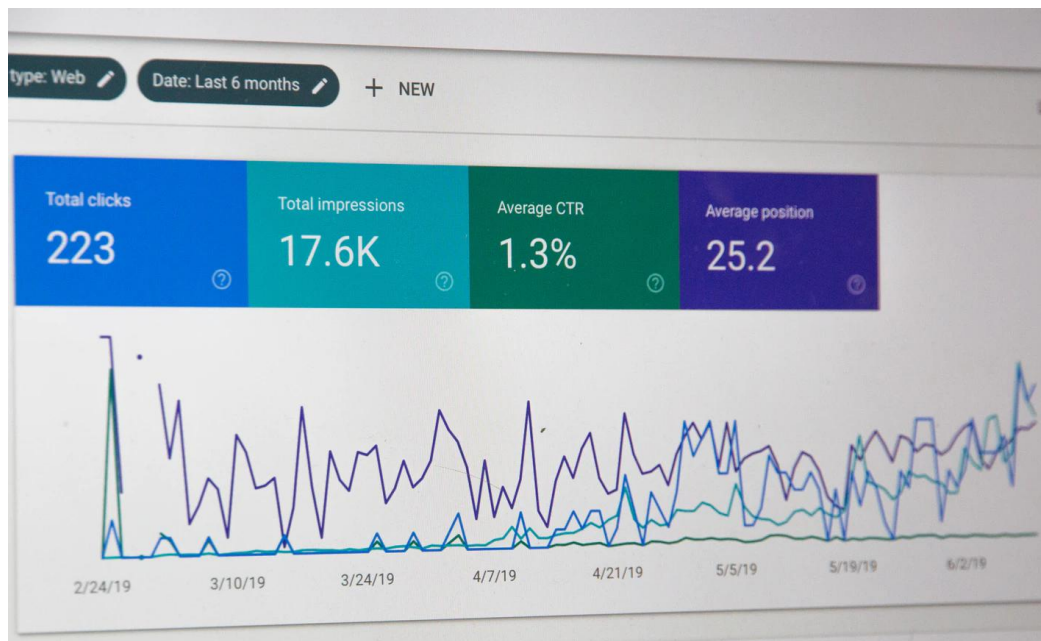 type: Web
Date: Last 6 months
+ NEW
Total clicks
223
Total impressions
17.6K
Average CTR
1.3%
Average position
25.2
2/24/19
3/10/19
3/24/19
4/7/19
4/21/19
5/5/19
5/19/19
6/2/19